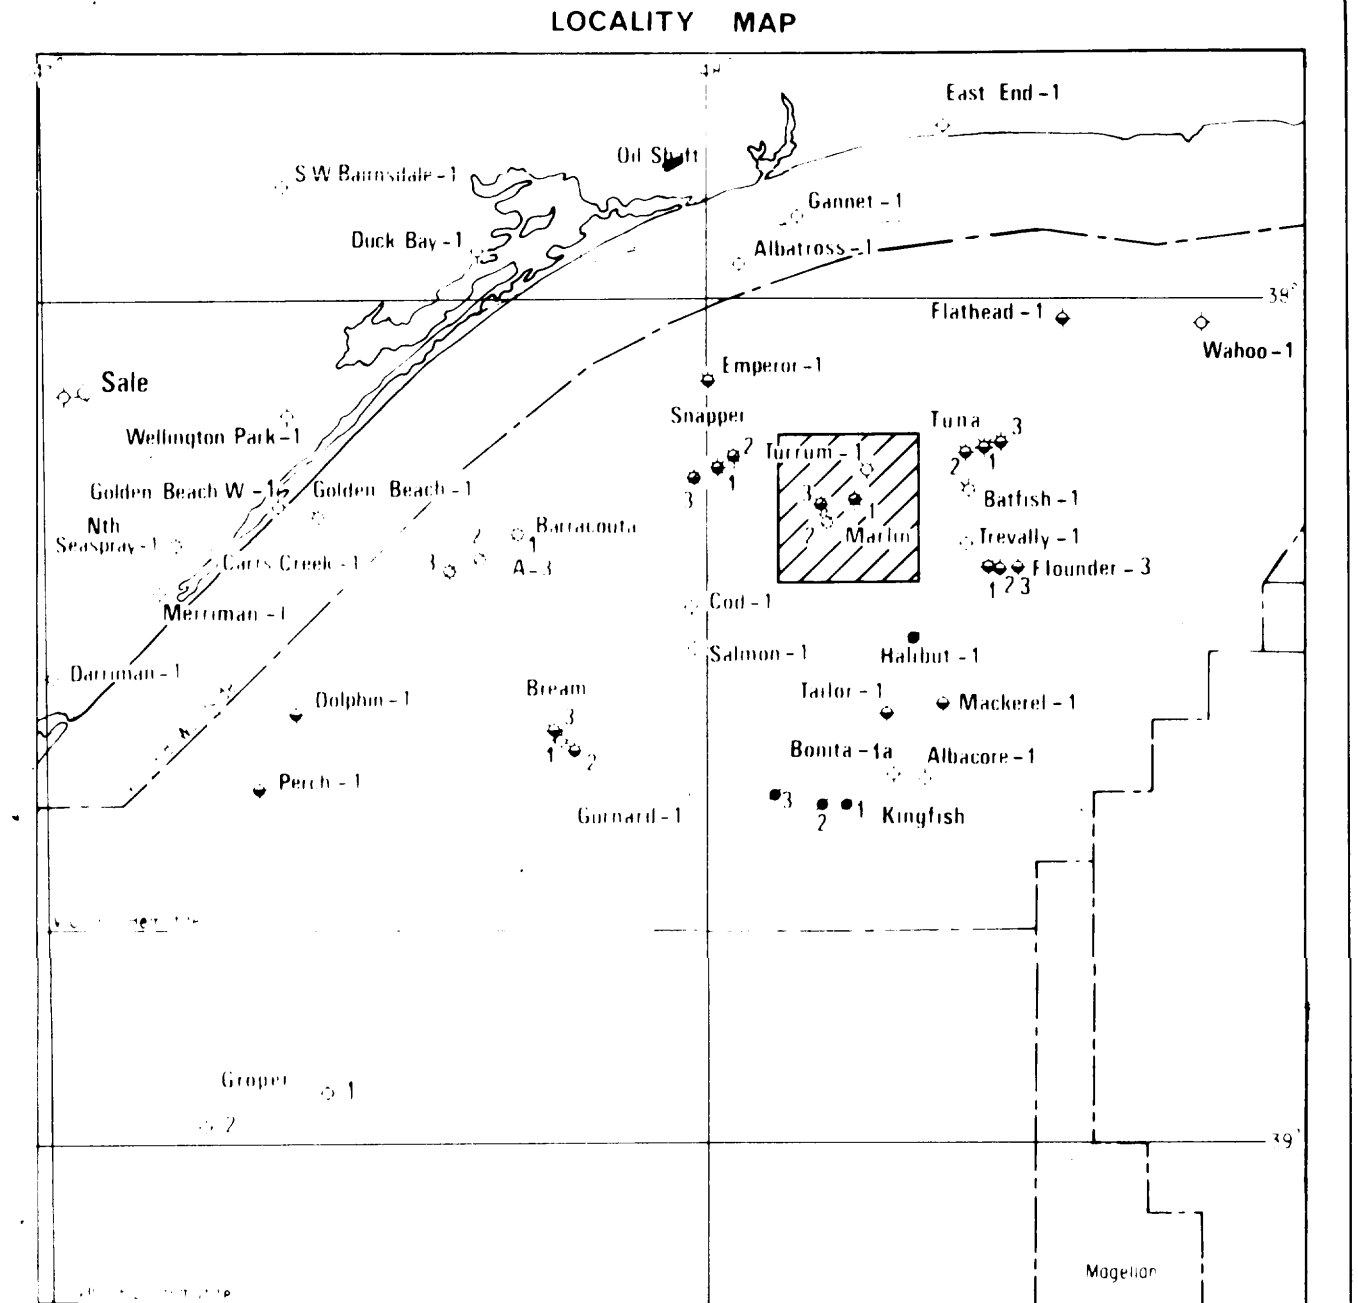 LOCALITY MAP
East End - 1
Oil Shaft
S W Bairnsdale - 1
Gannet - 1
Duck Bay - 1
Albatross - 1
38°
Flathead - 1
Wahoo - 1
Emperor - 1
Sale
Snapper
2
1
3
Tuna
3
2
1
Wellington Park - 1
Turrum - 1
Golden Beach W - 1
Golden Beach - 1
3
1
2
Marlin
Batfish - 1
Nth
Seaspray - 1
Barracouta
1
2
3
A - 3
Trevally - 1
Carrs Creek - 1
Flounder - 3
1
2
3
Merriman - 1
Cod - 1
Salmon - 1
Halibut - 1
Darriman - 1
Dolphin - 1
Bream
3
1
2
Tailor - 1
Mackerel - 1
Bonita - 1a
Albacore - 1
Perch - 1
Gurnard - 1
3
2
1
Kingfish
Groper
1
2
39°
Magellan